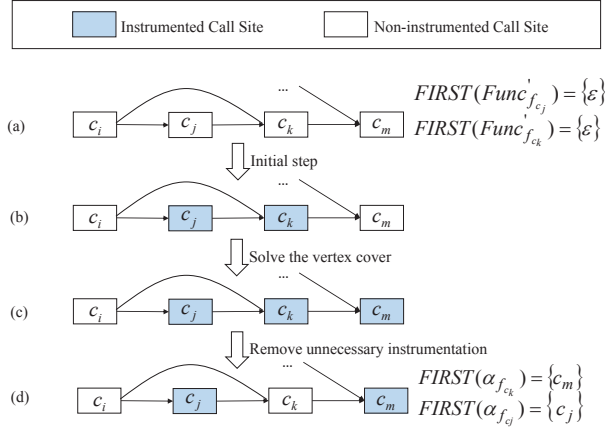 Instrumented Call Site Non-instrumented Call Site
...
(a) c_i c_j c_k c_m FIRST(Func'_{f_{c_j}}) = {ε}
FIRST(Func'_{f_{c_k}}) = {ε}
Initial step
...
(b) c_i c_j c_k c_m
Solve the vertex cover
...
(c) c_i c_j c_k c_m
Remove unnecessary instrumentation
...
(d) c_i c_j c_k c_m FIRST(α_{f_{c_k}}) = {c_m}
FIRST(α_{f_{cj}}) = {c_j}